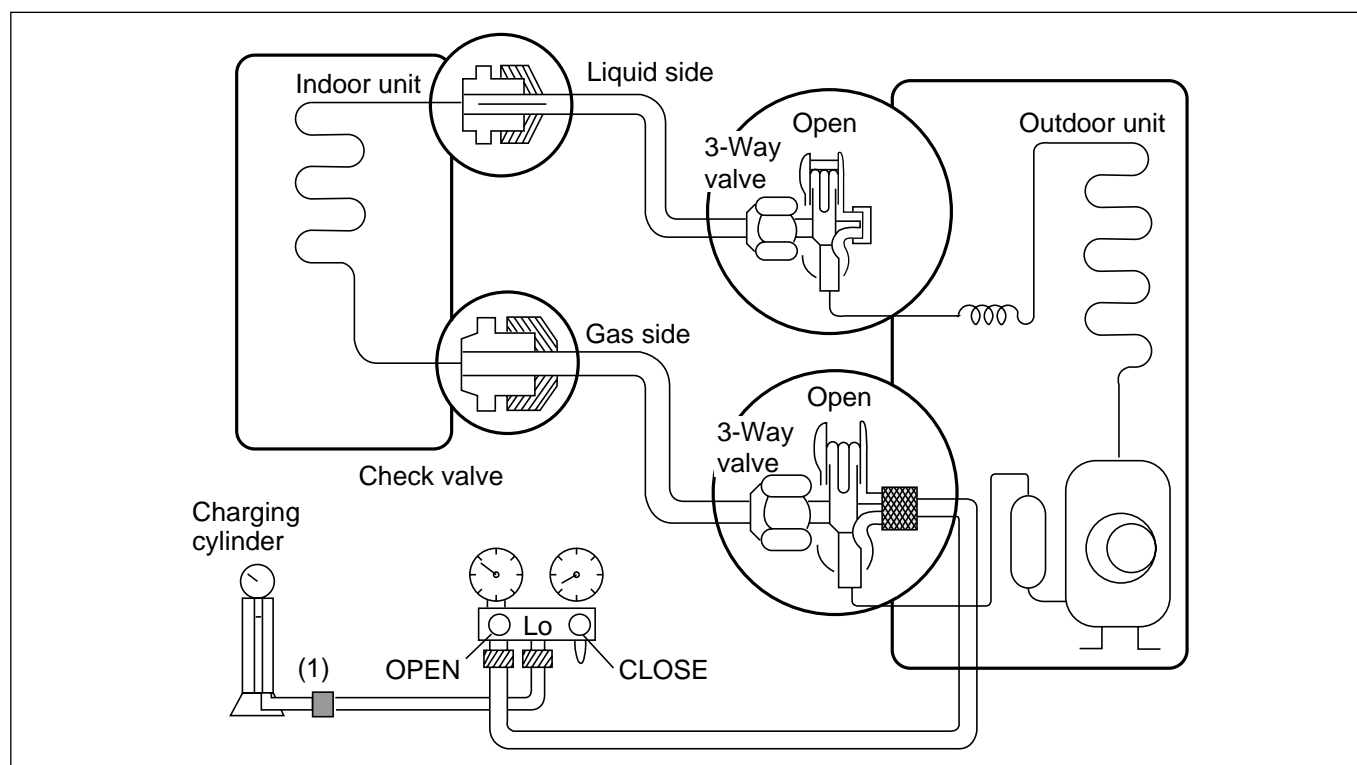 Indoor unit
Liquid side
Open
3-Way
valve
Outdoor unit
Gas side
Open
3-Way
valve
Check valve
Charging
cylinder
Lo
(1)
OPEN
CLOSE